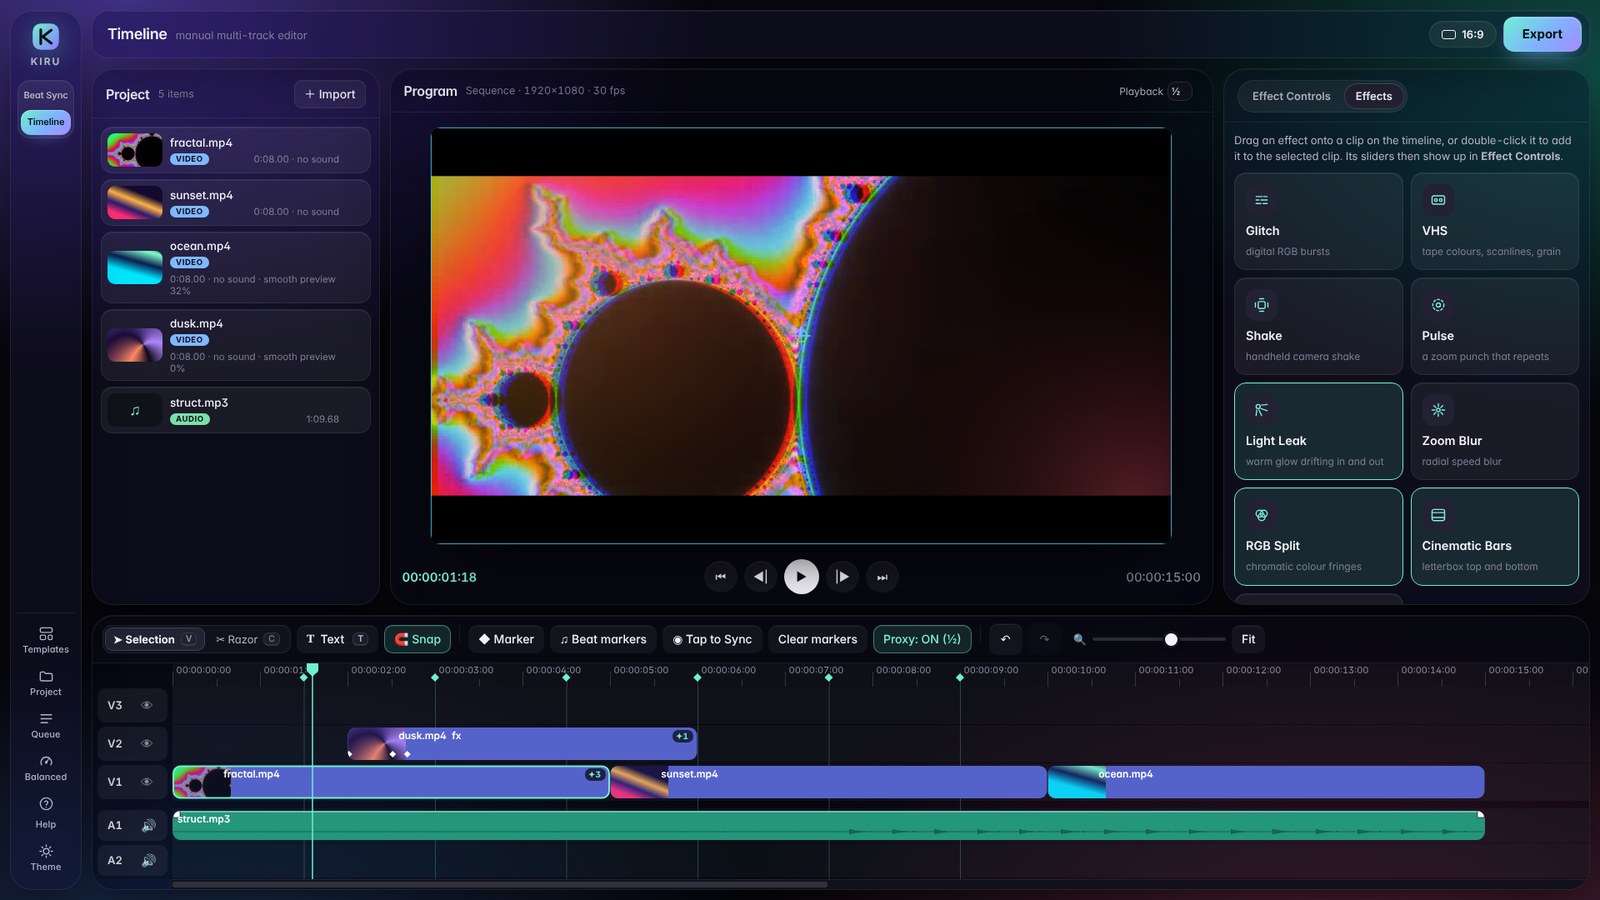 KIRU
Beat Sync
Timeline
Templates
Project
Queue
Balanced
Help
Theme
Timeline manual multi-track editor
16:9
Export
Project 5 items
+ Import
fractal.mp4
VIDEO 0:08.00 · no sound
sunset.mp4
VIDEO 0:08.00 · no sound
ocean.mp4
VIDEO
0:08.00 · no sound · smooth preview
32%
dusk.mp4
VIDEO
0:08.00 · no sound · smooth preview
0%
struct.mp3
AUDIO 1:09.68
Program Sequence · 1920×1080 · 30 fps
Playback ½
00:00:01:18
00:00:15:00
Effect Controls Effects
Drag an effect onto a clip on the timeline, or double-click it to add
it to the selected clip. Its sliders then show up in Effect Controls.
Glitch
digital RGB bursts
VHS
tape colours, scanlines, grain
Shake
handheld camera shake
Pulse
a zoom punch that repeats
Light Leak
warm glow drifting in and out
Zoom Blur
radial speed blur
RGB Split
chromatic colour fringes
Cinematic Bars
letterbox top and bottom
Selection V Razor C T Text T Snap Marker Beat markers Tap to Sync Clear markers Proxy: ON (½) Fit
00:00:00:00 00:00:01 00:00:02:00 00:00:03:00 00:00:04:00 00:00:05:00 00:00:06:00 00:00:07:00 00:00:08:00 00:00:09:00 00:00:10:00 00:00:11:00 00:00:12:00 00:00:13:00 00:00:14:00 00:00:15:00 00
V3
V2 dusk.mp4 fx +1
V1 fractal.mp4 +3 sunset.mp4 ocean.mp4
A1 struct.mp3
A2